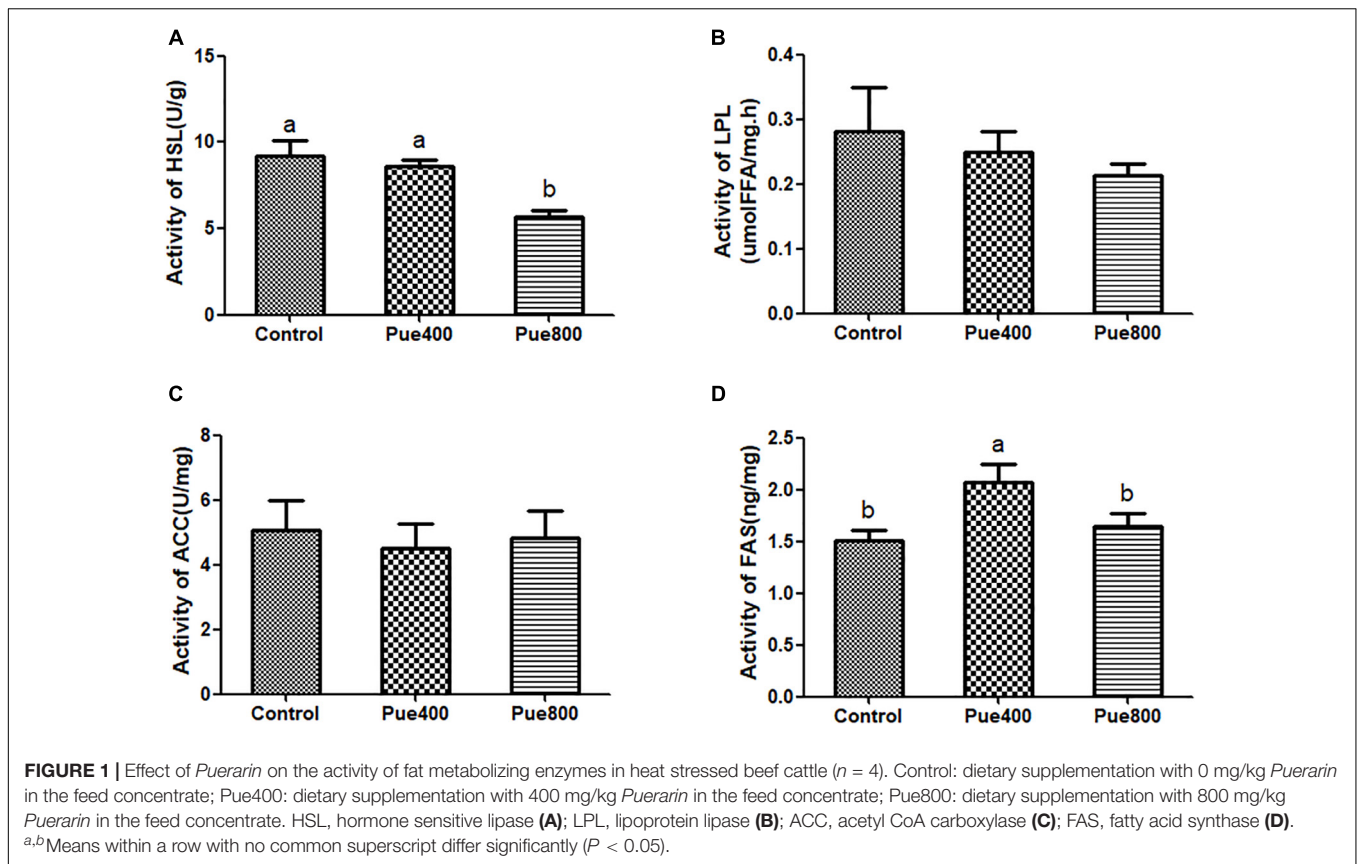 A
Activity of HSL(U/g)
15
10
5
0
a
a
b
Control
Pue400
Pue800
B
Activity of LPL
(umolFFA/mg.h)
0.4
0.3
0.2
0.1
0.0
Control
Pue400
Pue800
C
Activity of ACC(U/mg)
8
6
4
2
0
Control
Pue400
Pue800
D
Activity of FAS(ng/mg)
2.5
2.0
1.5
1.0
0.5
0.0
b
a
b
Control
Pue400
Pue800
FIGURE 1 | Effect of Puerarin on the activity of fat metabolizing enzymes in heat stressed beef cattle (n = 4). Control: dietary supplementation with 0 mg/kg Puerarin
in the feed concentrate; Pue400: dietary supplementation with 400 mg/kg Puerarin in the feed concentrate; Pue800: dietary supplementation with 800 mg/kg
Puerarin in the feed concentrate. HSL, hormone sensitive lipase (A); LPL, lipoprotein lipase (B); ACC, acetyl CoA carboxylase (C); FAS, fatty acid synthase (D).
a,bMeans within a row with no common superscript differ significantly (P < 0.05).